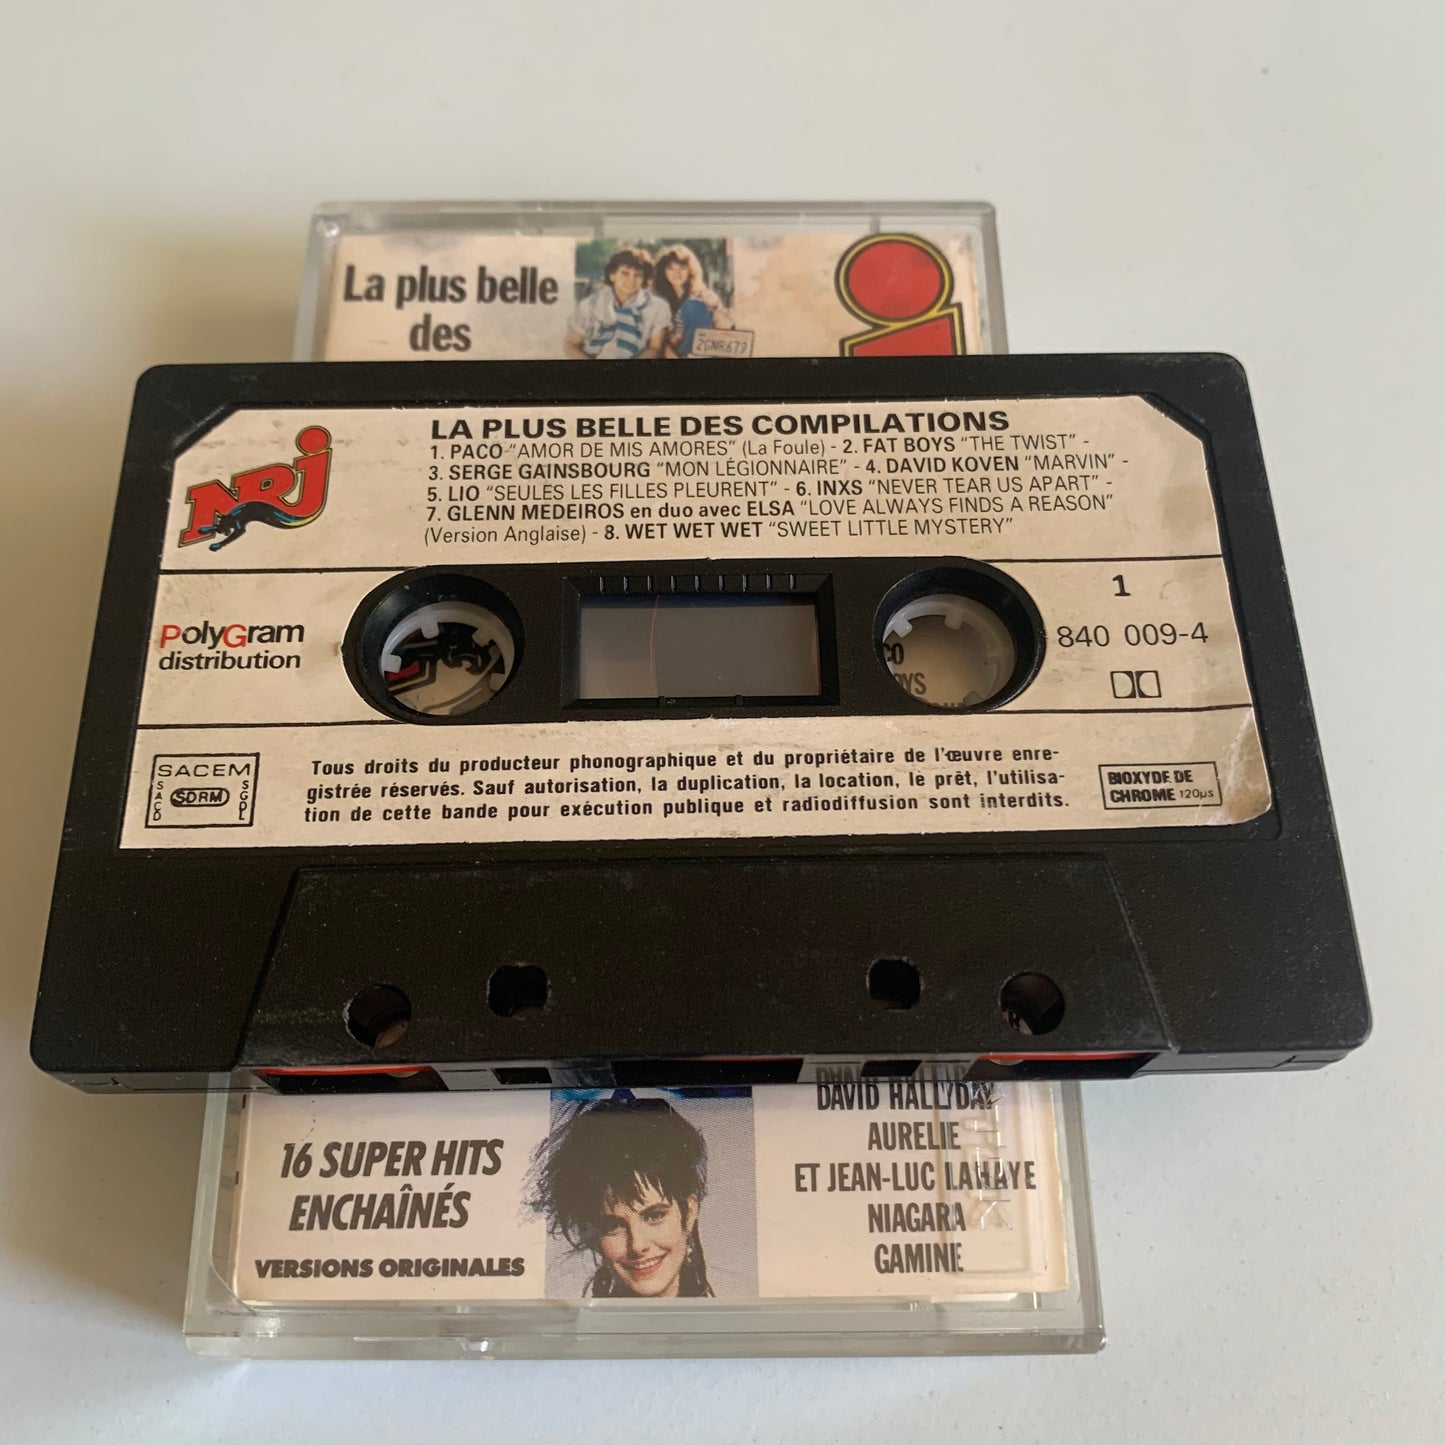 La plus belle
des
ZGNR679
NRJ
LA PLUS BELLE DES COMPILATIONS
1. PACO “AMOR DE MIS AMORES” (La Foule) - 2. FAT BOYS “THE TWIST” -
3. SERGE GAINSBOURG “MON LÉGIONNAIRE” - 4. DAVID KOVEN “MARVIN” -
5. LIO “SEULES LES FILLES PLEURENT” - 6. INXS “NEVER TEAR US APART” -
7. GLENN MEDEIROS en duo avec ELSA “LOVE ALWAYS FINDS A REASON”
(Version Anglaise) - 8. WET WET WET “SWEET LITTLE MYSTERY”
PolyGram
distribution
1
840 009-4
SACEM
SACD
SDRM
SGDL
Tous droits du producteur phonographique et du propriétaire de l'œuvre enre-
gistrée réservés. Sauf autorisation, la duplication, la location, le prêt, l'utilisa-
tion de cette bande pour exécution publique et radiodiffusion sont interdits.
BIOXYDE DE
CHROME 120µs
16 SUPER HITS
ENCHAÎNÉS
VERSIONS ORIGINALES
DAVID HALLYDAY
AURELIE
ET JEAN-LUC LAHAYE
NIAGARA
GAMINE